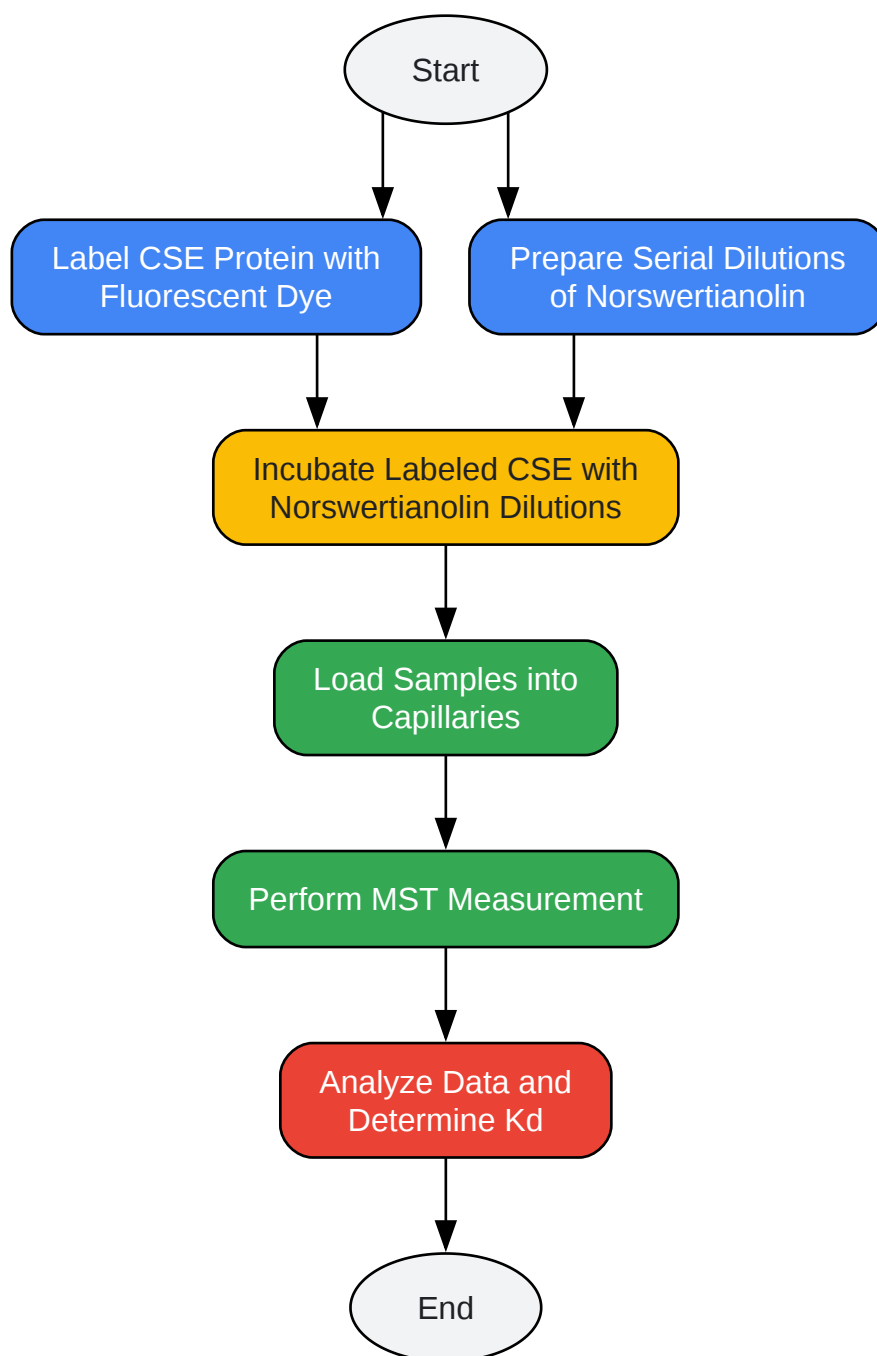 Start
Label CSE Protein with
Fluorescent Dye
Prepare Serial Dilutions
of Norswertianolin
Incubate Labeled CSE with
Norswertianolin Dilutions
Load Samples into
Capillaries
Perform MST Measurement
Analyze Data and
Determine Kd
End